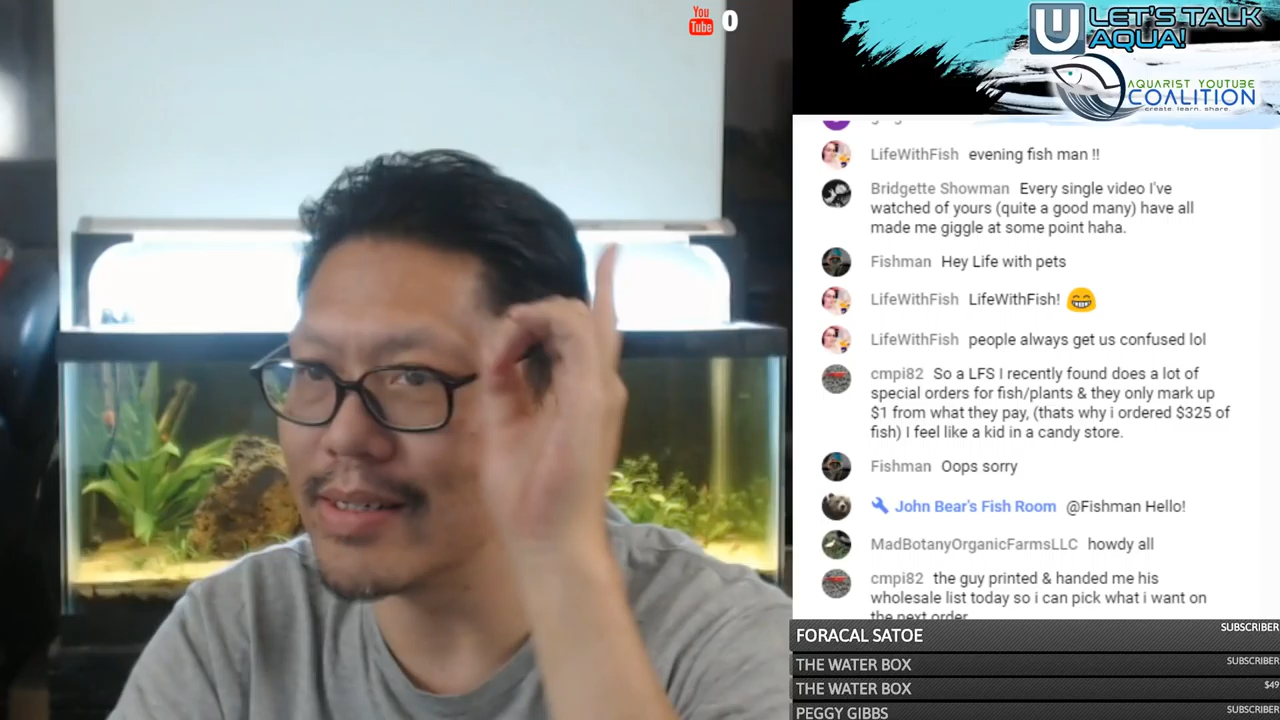 You
Tube
0
U
LET'S TALK
AQUA!
AQUARIST YOUTUBE
COALITION
create. learn. share.
LifeWithFish evening fish man !!
Bridgette Showman Every single video I've
watched of yours (quite a good many) have all
made me giggle at some point haha.
Fishman Hey Life with pets
LifeWithFish LifeWithFish!
LifeWithFish people always get us confused lol
cmpi82 So a LFS I recently found does a lot of
special orders for fish/plants & they only mark up
$1 from what they pay, (thats why i ordered $325 of
fish) I feel like a kid in a candy store.
Fishman Oops sorry
John Bear's Fish Room @Fishman Hello!
MadBotanyOrganicFarmsLLC howdy all
cmpi82 the guy printed & handed me his
wholesale list today so i can pick what i want on
the next order
FORACAL SATOE SUBSCRIBER
THE WATER BOX SUBSCRIBER
THE WATER BOX $49
PEGGY GIBBS SUBSCRIBER